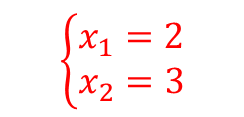 x₁ = 2
x₂ = 3